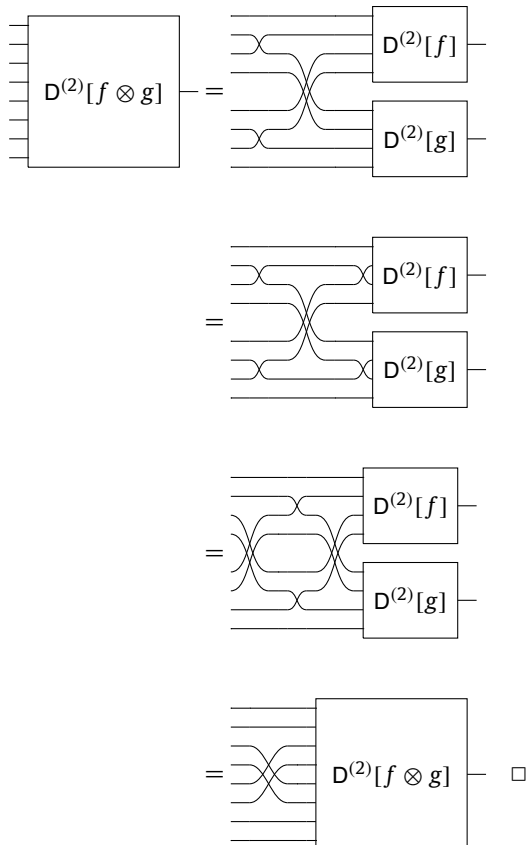 D⁽²⁾[f ⊗ g] = D⁽²⁾[f]
D⁽²⁾[g]
= D⁽²⁾[f]
D⁽²⁾[g]
= D⁽²⁾[f]
D⁽²⁾[g]
= D⁽²⁾[f ⊗ g] □